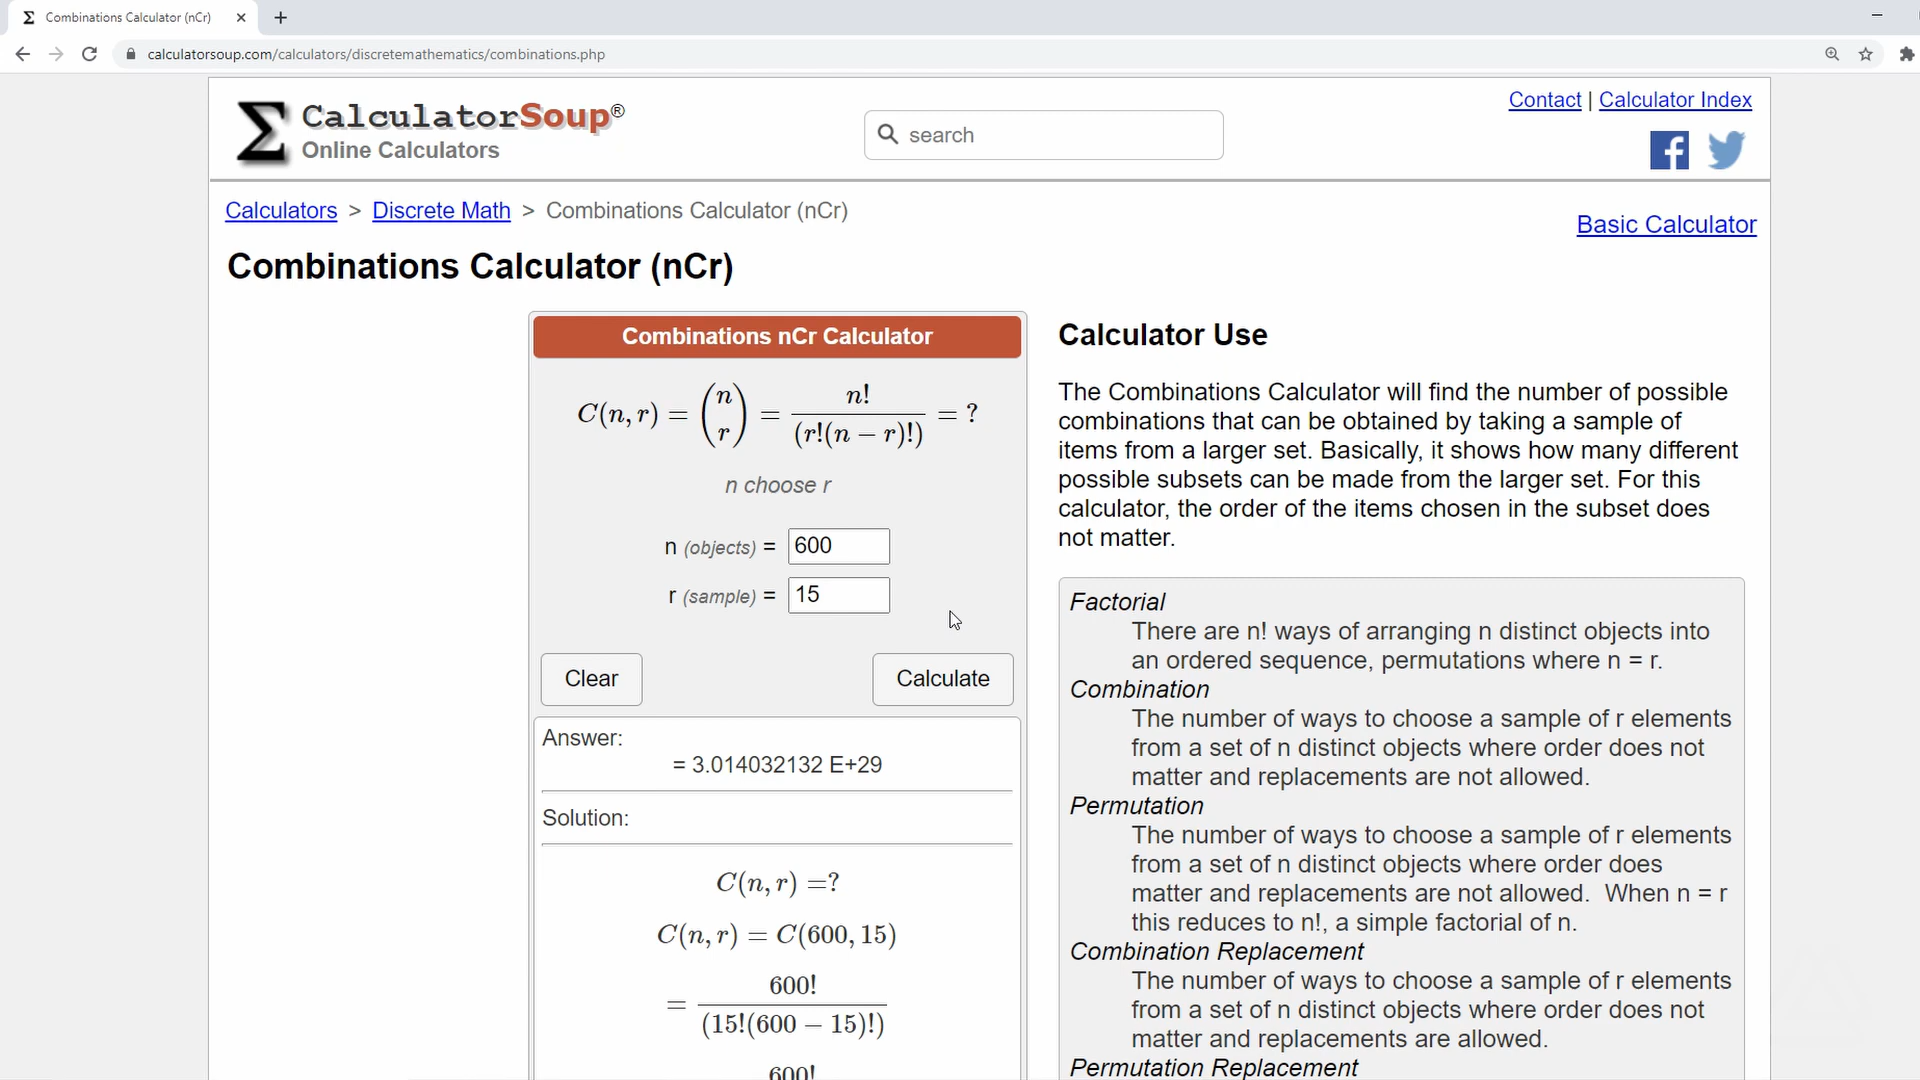 Combinations Calculator (nCr)
calculatorsoup.com/calculators/discretemathematics/combinations.php
CalculatorSoup®
Online Calculators
search
Contact | Calculator Index
Calculators > Discrete Math > Combinations Calculator (nCr)
Basic Calculator
Combinations Calculator (nCr)
Combinations nCr Calculator
C(n, r) = (n r) = n! / (r!(n − r)!) = ?
n choose r
n (objects) = 600
r (sample) = 15
Clear
Calculate
Answer:
= 3.014032132 E+29
Solution:
C(n, r) =?
C(n, r) = C(600, 15)
= 600! / (15!(600 − 15)!)
600!
Calculator Use
The Combinations Calculator will find the number of possible
combinations that can be obtained by taking a sample of
items from a larger set. Basically, it shows how many different
possible subsets can be made from the larger set. For this
calculator, the order of the items chosen in the subset does
not matter.
Factorial
There are n! ways of arranging n distinct objects into
an ordered sequence, permutations where n = r.
Combination
The number of ways to choose a sample of r elements
from a set of n distinct objects where order does not
matter and replacements are not allowed.
Permutation
The number of ways to choose a sample of r elements
from a set of n distinct objects where order does
matter and replacements are not allowed. When n = r
this reduces to n!, a simple factorial of n.
Combination Replacement
The number of ways to choose a sample of r elements
from a set of n distinct objects where order does not
matter and replacements are allowed.
Permutation Replacement